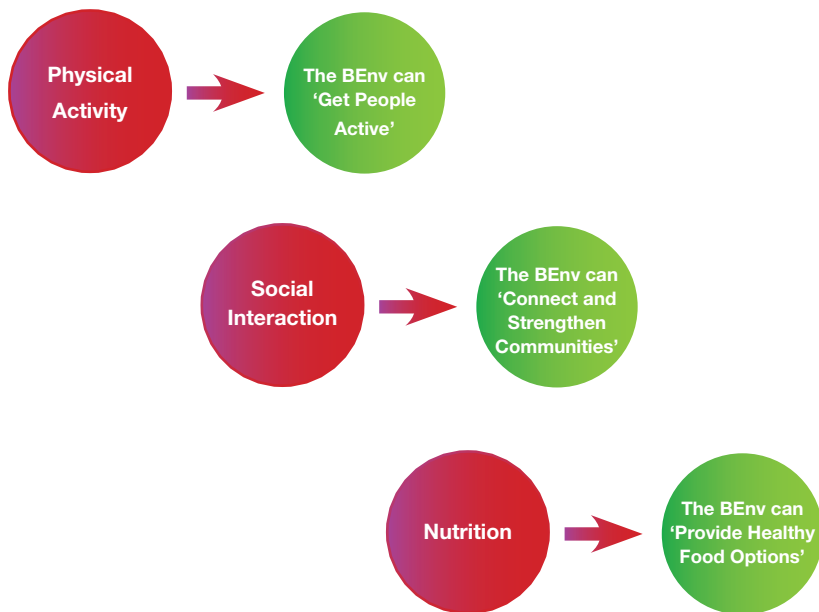 Physical
Activity
The BEnv can
‘Get People
Active’
Social
Interaction
The BEnv can
‘Connect and
Strengthen
Communities’
Nutrition
The BEnv can
‘Provide Healthy
Food Options’